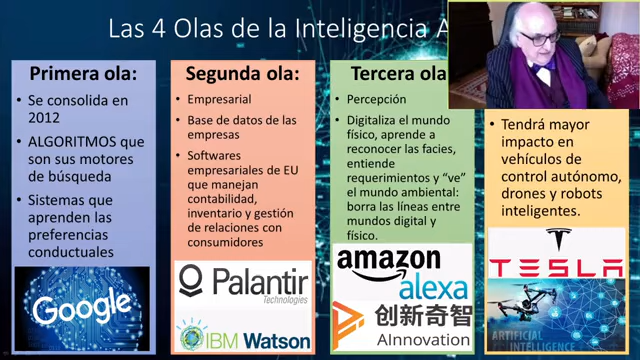 Las 4 Olas de la Inteligencia A
Primera ola:
• Se consolida en
2012
• ALGORITMOS que
son sus motores
de búsqueda
• Sistemas que
aprenden las
preferencias
conductuales
Google
Segunda ola:
• Empresarial
• Base de datos de las
empresas
• Softwares
empresariales de EU
que manejan
contabilidad,
inventario y gestión
de relaciones con
consumidores
Palantir
Technologies
IBM Watson
Tercera ola
• Percepción
• Digitaliza el mundo
físico, aprende a
reconocer las facies,
entiende
requerimientos y “ve”
el mundo ambiental:
borra las líneas entre
mundos digital y
físico.
amazon
alexa
创新奇智
AInnovation
• Tendrá mayor
impacto en
vehículos de
control autónomo,
drones y robots
inteligentes.
TESLA
ARTIFICIAL
INTELLIGENCE